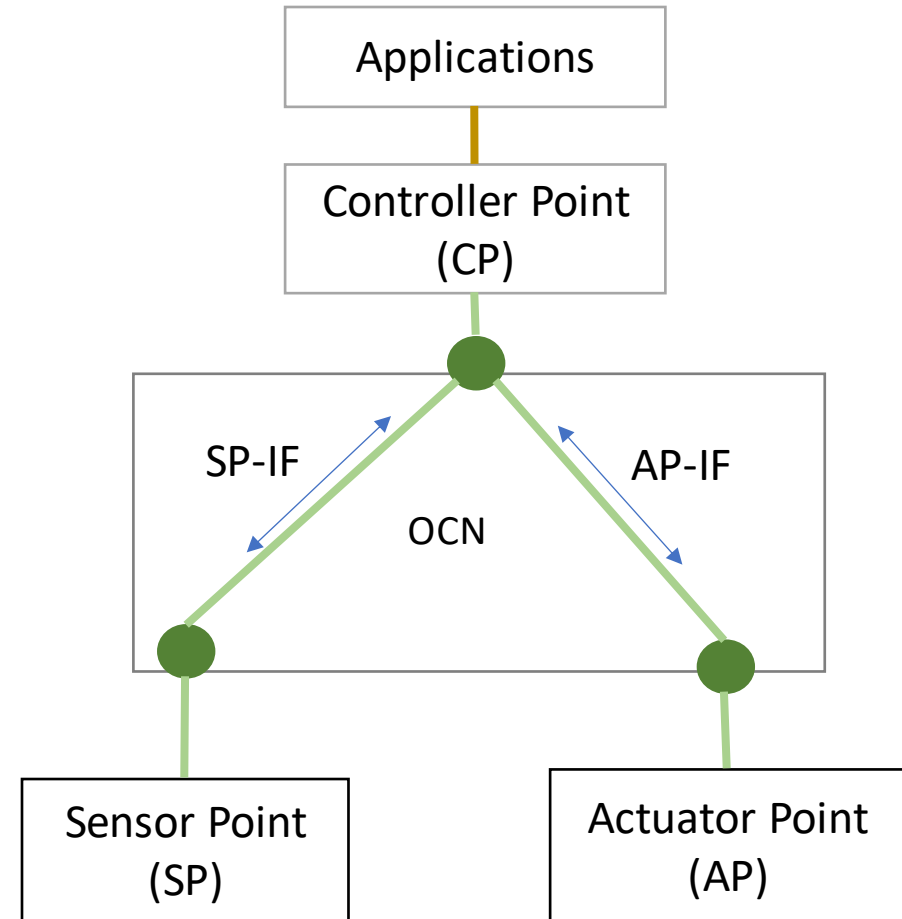 Applications
Controller Point
(CP)
SP-IF
AP-IF
OCN
Sensor Point
(SP)
Actuator Point
(AP)